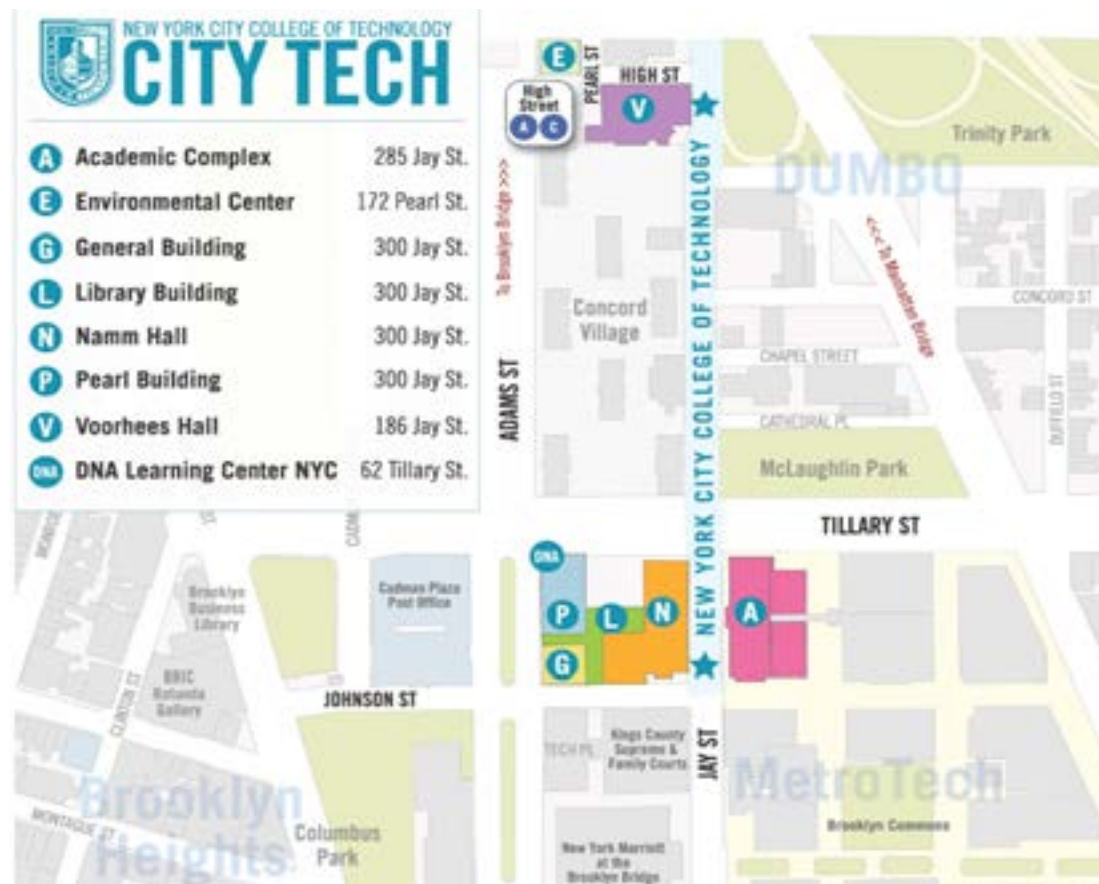 NEW YORK CITY COLLEGE OF TECHNOLOGY
CITY TECH
A Academic Complex 285 Jay St.
E Environmental Center 172 Pearl St.
G General Building 300 Jay St.
L Library Building 300 Jay St.
N Namm Hall 300 Jay St.
P Pearl Building 300 Jay St.
V Voorhees Hall 186 Jay St.
DNA DNA Learning Center NYC 62 Tillary St.
E
PEARL ST
HIGH ST
High
Street
A C
V
Trinity Park
DUMBO
To Brooklyn Bridge >>>
<<< To Manhattan Bridge
NEW YORK CITY COLLEGE OF TECHNOLOGY
Concord
Village
CONCORD ST
CHAPEL STREET
CATHEDRAL PL
DUFFIELD ST
ADAMS ST
McLaughlin Park
TILLARY ST
MONROE
CADMAN
DNA
P
L
N
A
G
Brooklyn
Business
Library
Cadman Plaza
Post Office
BRIC
Rotunda
Gallery
CLINTON ST
JOHNSON ST
TECH PL
Kings County
Supreme &
Family Courts
JAY ST
MetroTech
Brooklyn Commons
Brooklyn
Heights
MONTAGUE ST
Columbus
Park
New York Marriott
at the
Brooklyn Bridge